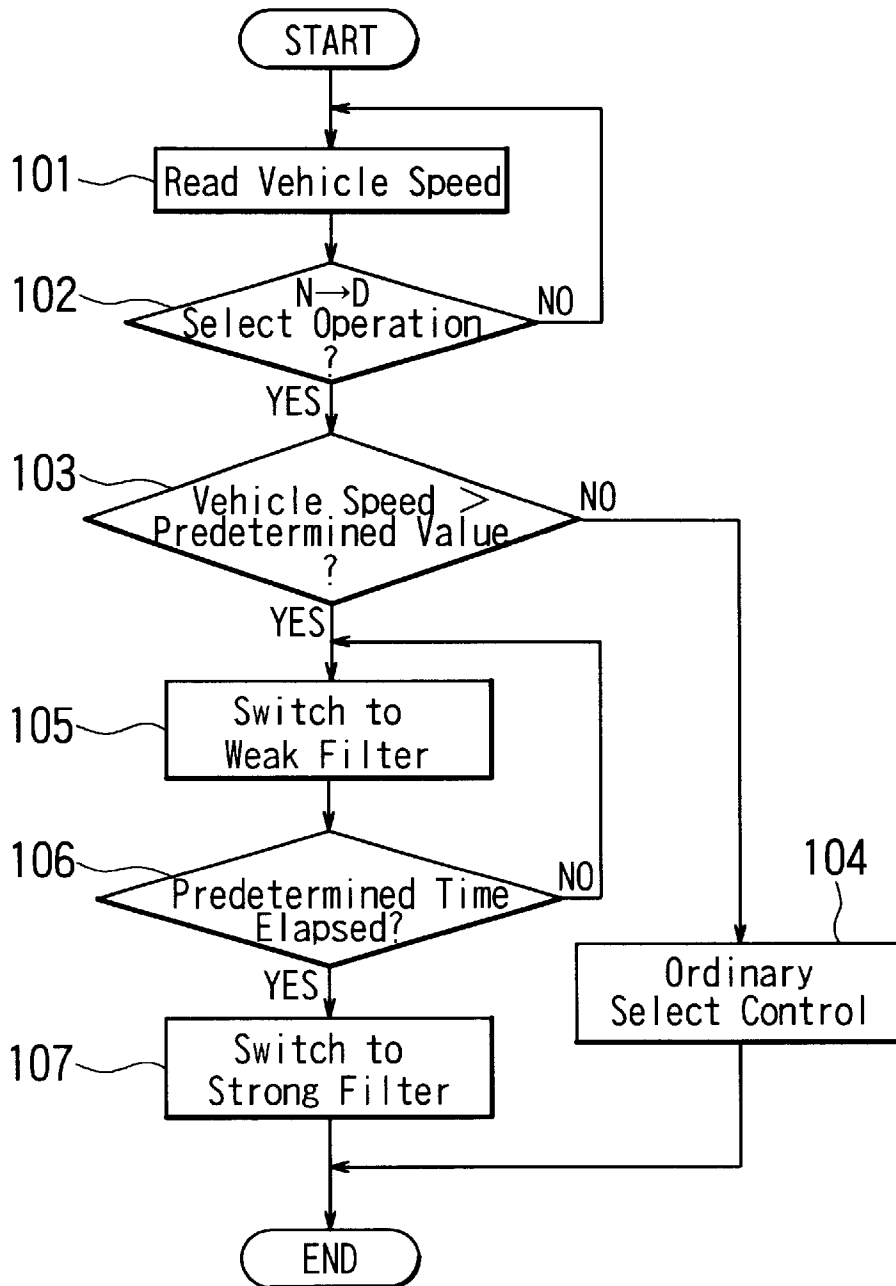 START
101
Read Vehicle Speed
102
N→D
Select Operation
?
NO
YES
103
Vehicle Speed >
Predetermined Value
?
NO
YES
105
Switch to
Weak Filter
106
Predetermined Time
Elapsed?
NO
YES
104
Ordinary
Select Control
107
Switch to
Strong Filter
END